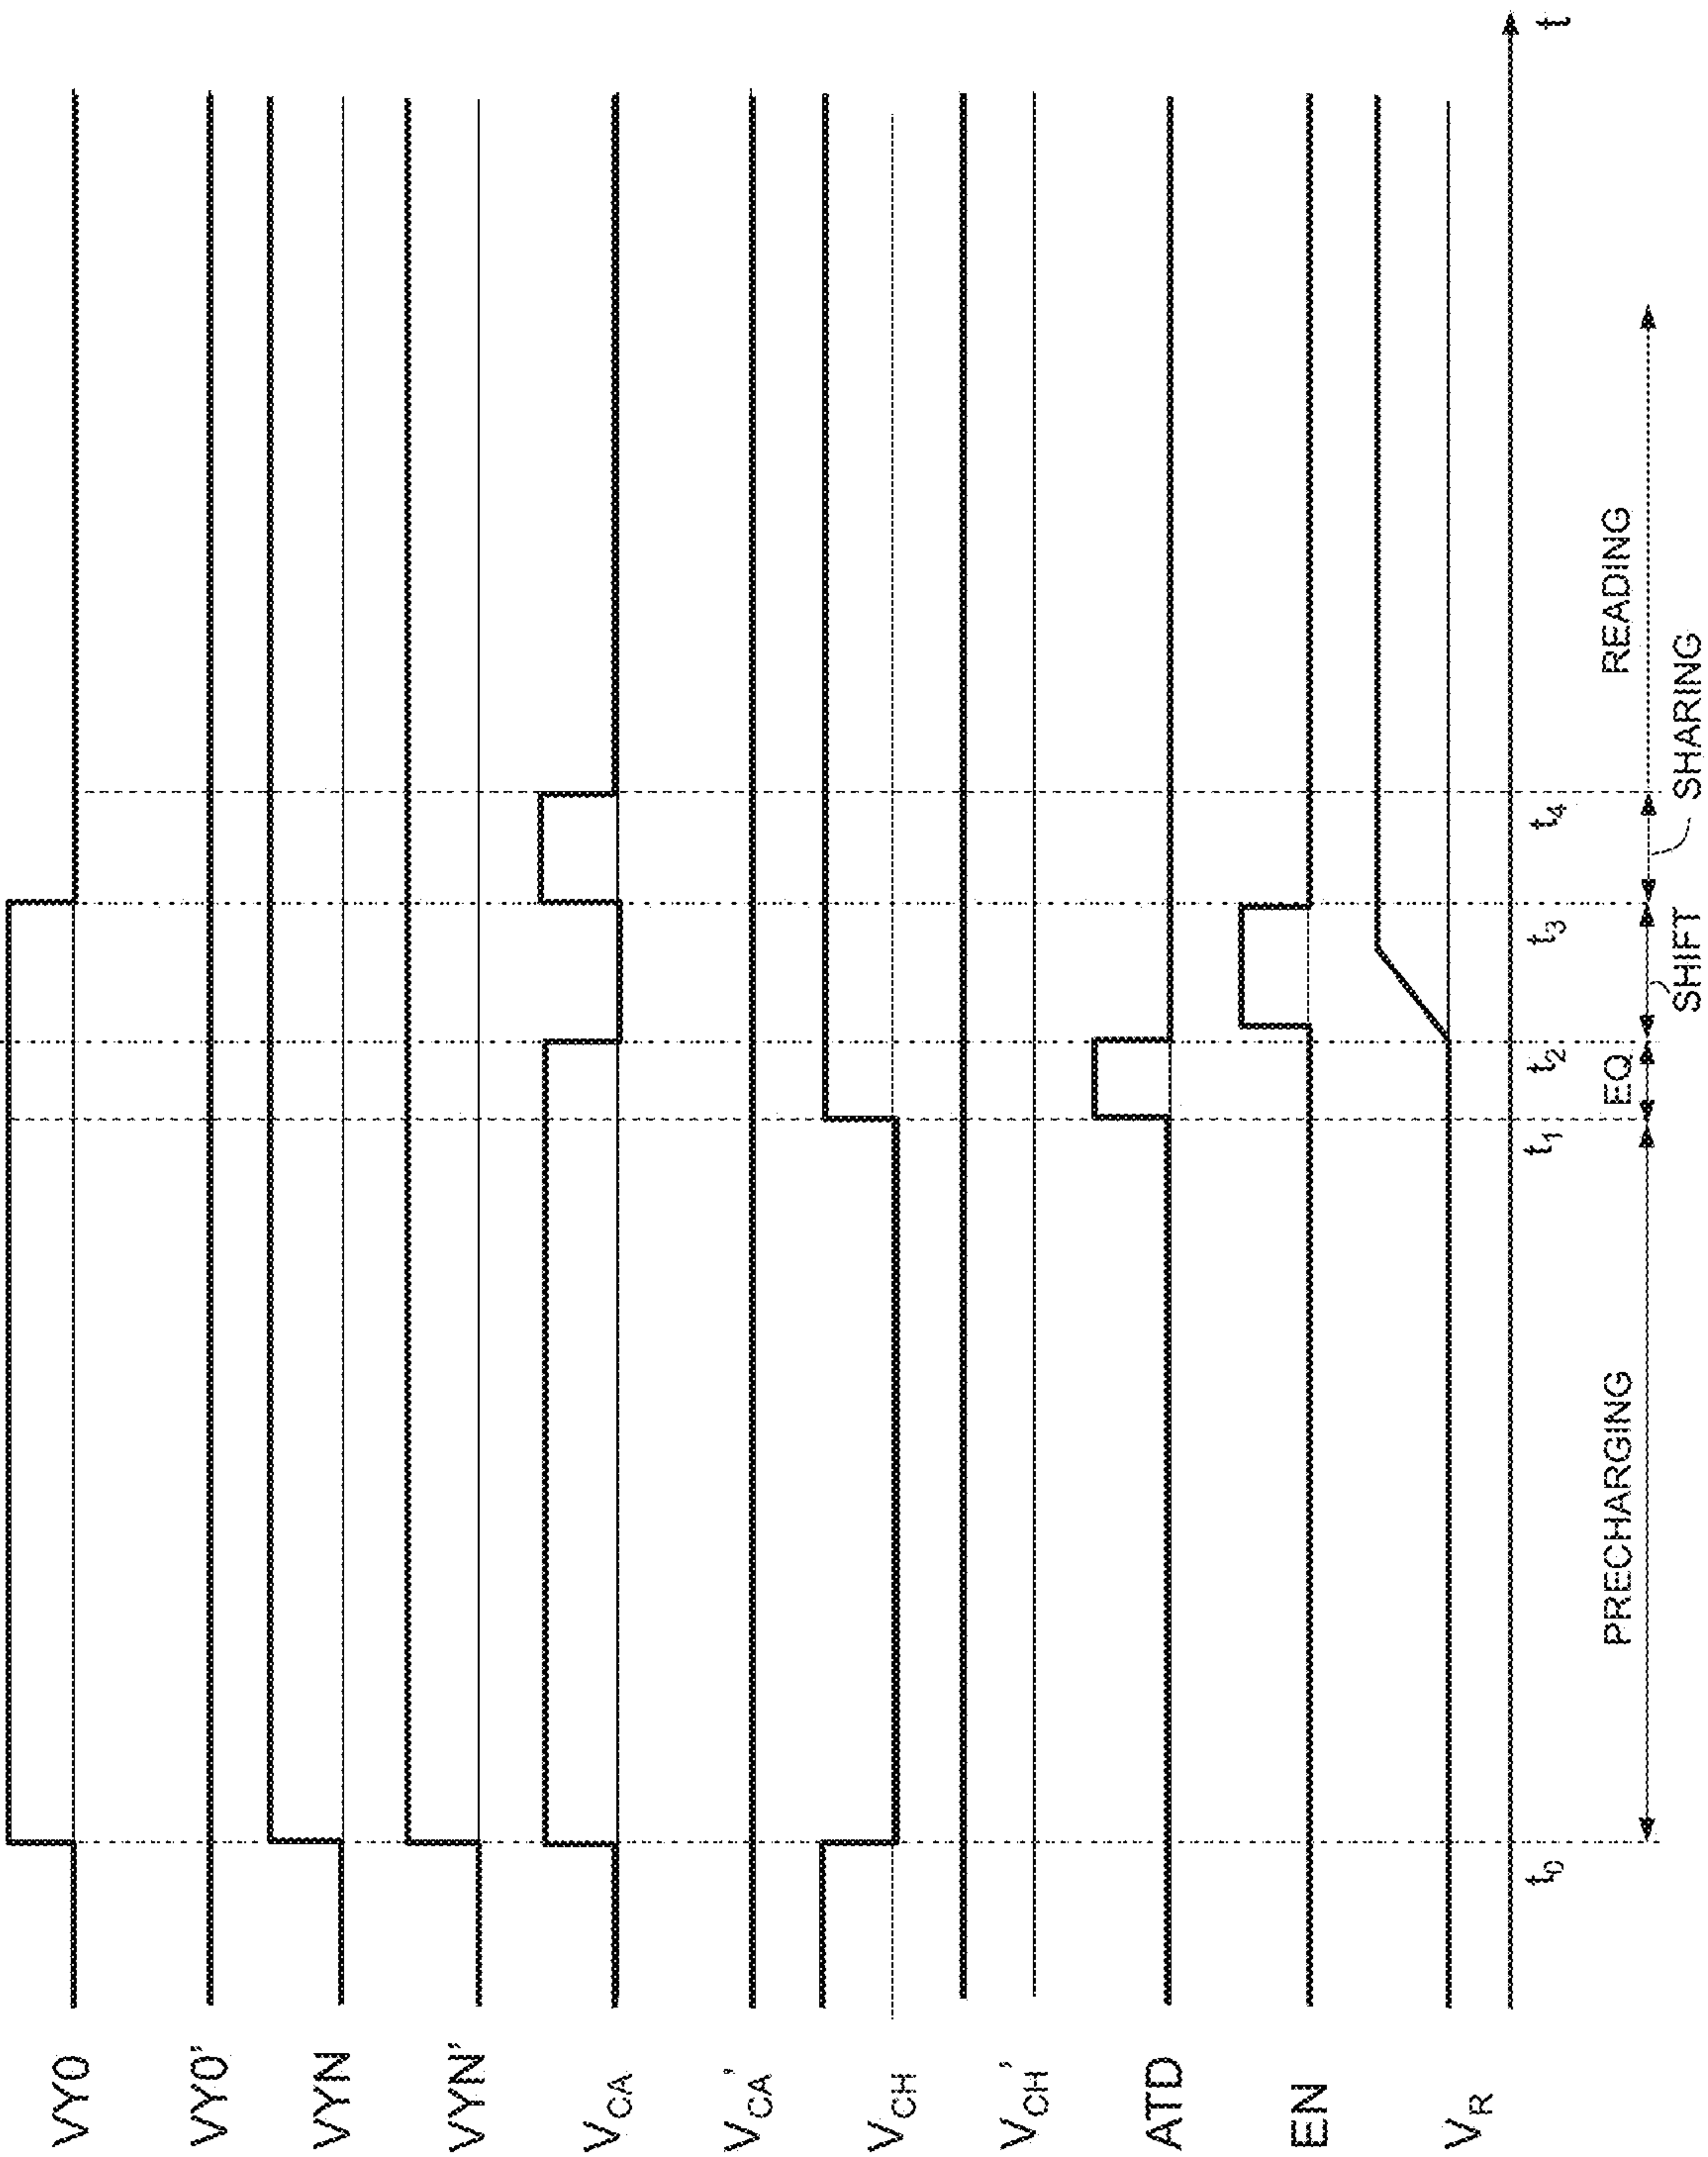 VY0
VY0'
VYN
VYN'
VCA
VCA'
VCH
VCH'
ATD
EN
VR
t0
t1
t2
t3
t4
t
PRECHARGING
EQ
SHIFT
SHARING
READING